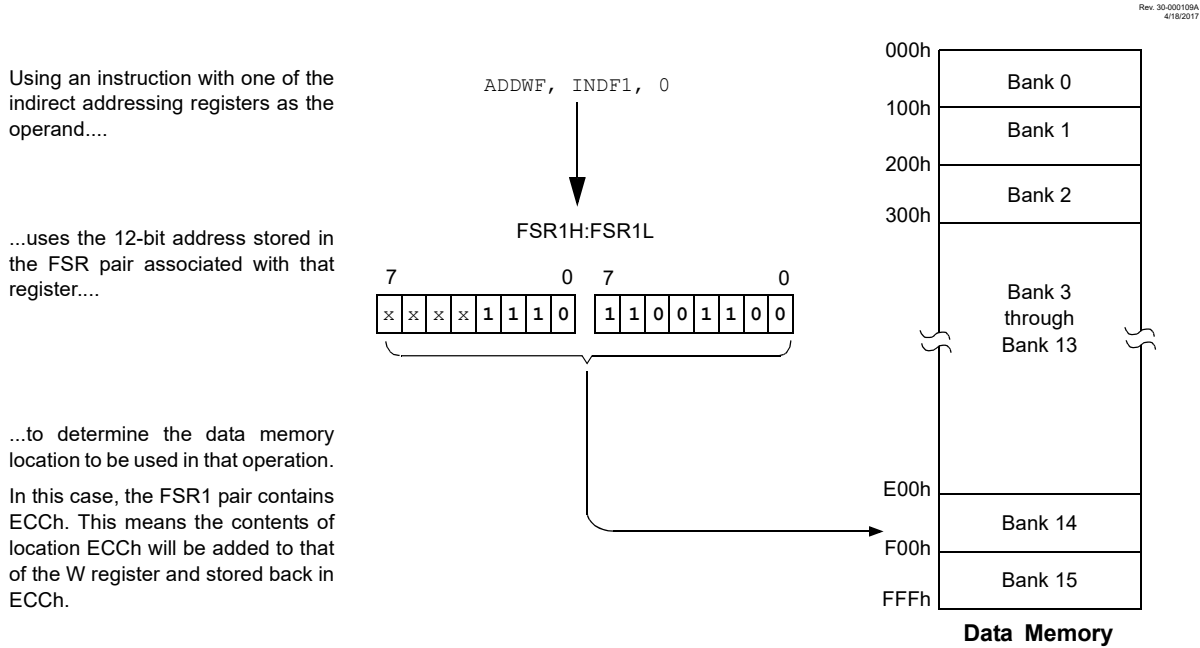 Rev. 30-000109A
4/18/2017
Using an instruction with one of the
indirect addressing registers as the
operand....
ADDWF, INDF1, 0
...uses the 12-bit address stored in
the FSR pair associated with that
register....
FSR1H:FSR1L
7 0 7 0
x x x x 1 1 1 0 1 1 0 0 1 1 0 0
...to determine the data memory
location to be used in that operation.
In this case, the FSR1 pair contains
ECCh. This means the contents of
location ECCh will be added to that
of the W register and stored back in
ECCh.
000h
Bank 0
100h
Bank 1
200h
Bank 2
300h
Bank 3
through
Bank 13
E00h
Bank 14
F00h
Bank 15
FFFh
Data Memory